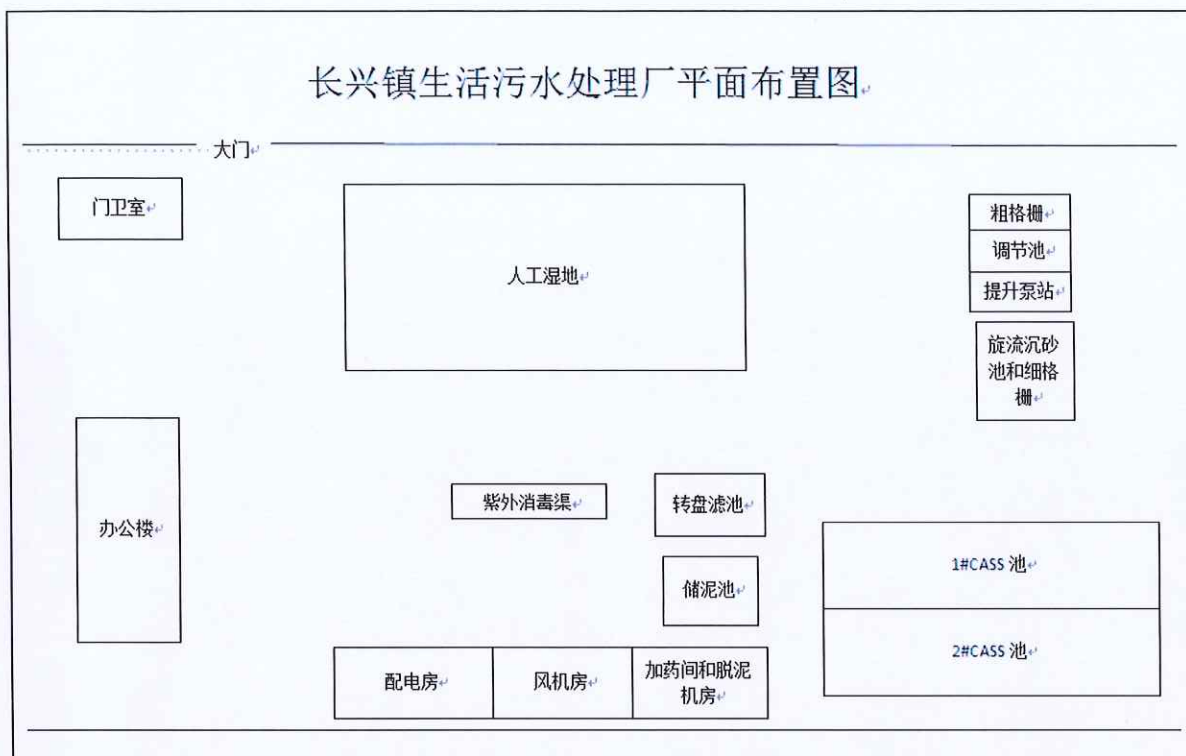 长兴镇生活污水处理厂平面布置图
大门
门卫室
人工湿地
粗格栅
调节池
提升泵站
旋流沉砂
池和细格
栅
办公楼
紫外消毒渠
转盘滤池
储泥池
1#CASS 池
2#CASS 池
配电房
风机房
加药间和脱泥
机房